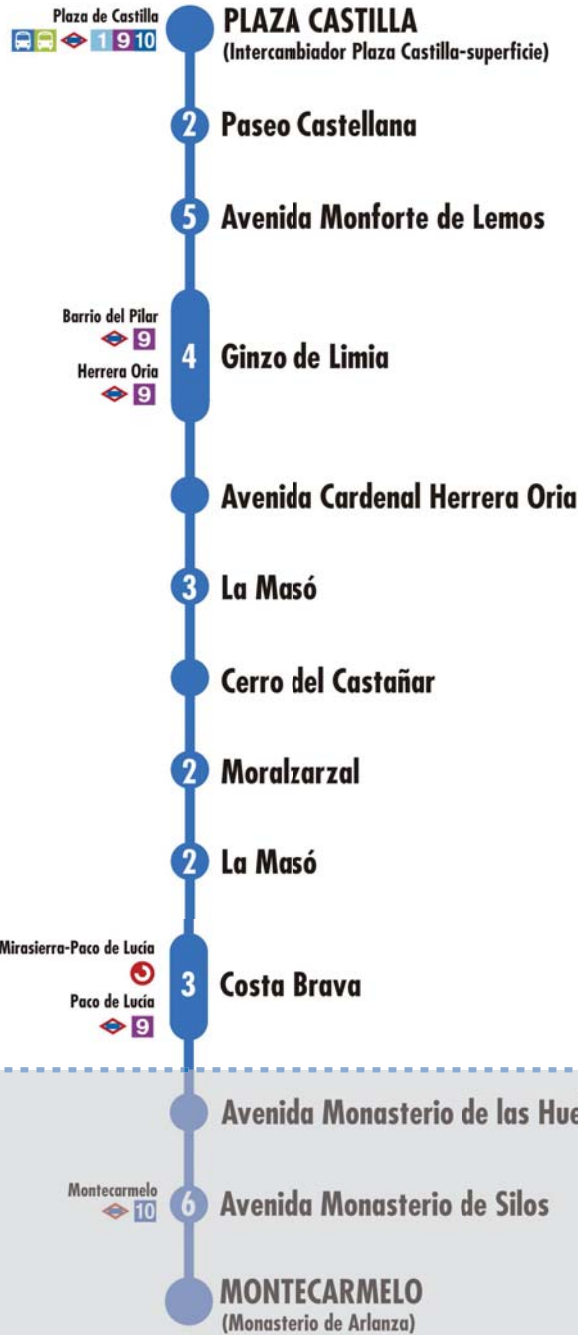 Plaza de Castilla
1 9 10
PLAZA CASTILLA
(Intercambiador Plaza Castilla-superficie)
2 Paseo Castellana
5 Avenida Monforte de Lemos
Barrio del Pilar
9
Herrera Oria
9
4 Ginzo de Limia
Avenida Cardenal Herrera Oria
3 La Masó
Cerro del Castañar
2 Moralzarzal
2 La Masó
Mirasierra-Paco de Lucía
Paco de Lucía
9
3 Costa Brava
Avenida Monasterio de las
Montecarmelo
10
6 Avenida Monasterio de Silos
MONTECARMELO
(Monasterio de Arlanza)